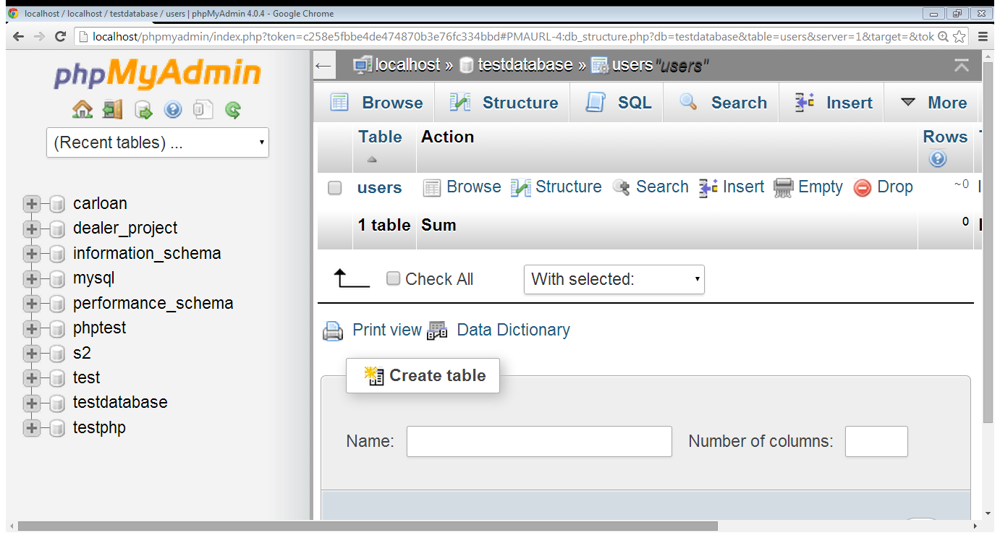 localhost / localhost / testdatabase / users | phpMyAdmin 4.0.4 - Google Chrome
localhost/phpmyadmin/index.php?token=c258e5fbbe4de474870b3e76fc334bbd#PMAURL-4:db_structure.php?db=testdatabase&table=users&server=1&target=&tok
phpMyAdmin
(Recent tables) ...
carloan
dealer_project
information_schema
mysql
performance_schema
phptest
s2
test
testdatabase
testphp
localhost » testdatabase » users "users"
Browse Structure SQL Search Insert More
Table Action Rows
users Browse Structure Search Insert Empty Drop ~0
1 table Sum 0
Check All With selected:
Print view Data Dictionary
Create table
Name: Number of columns: